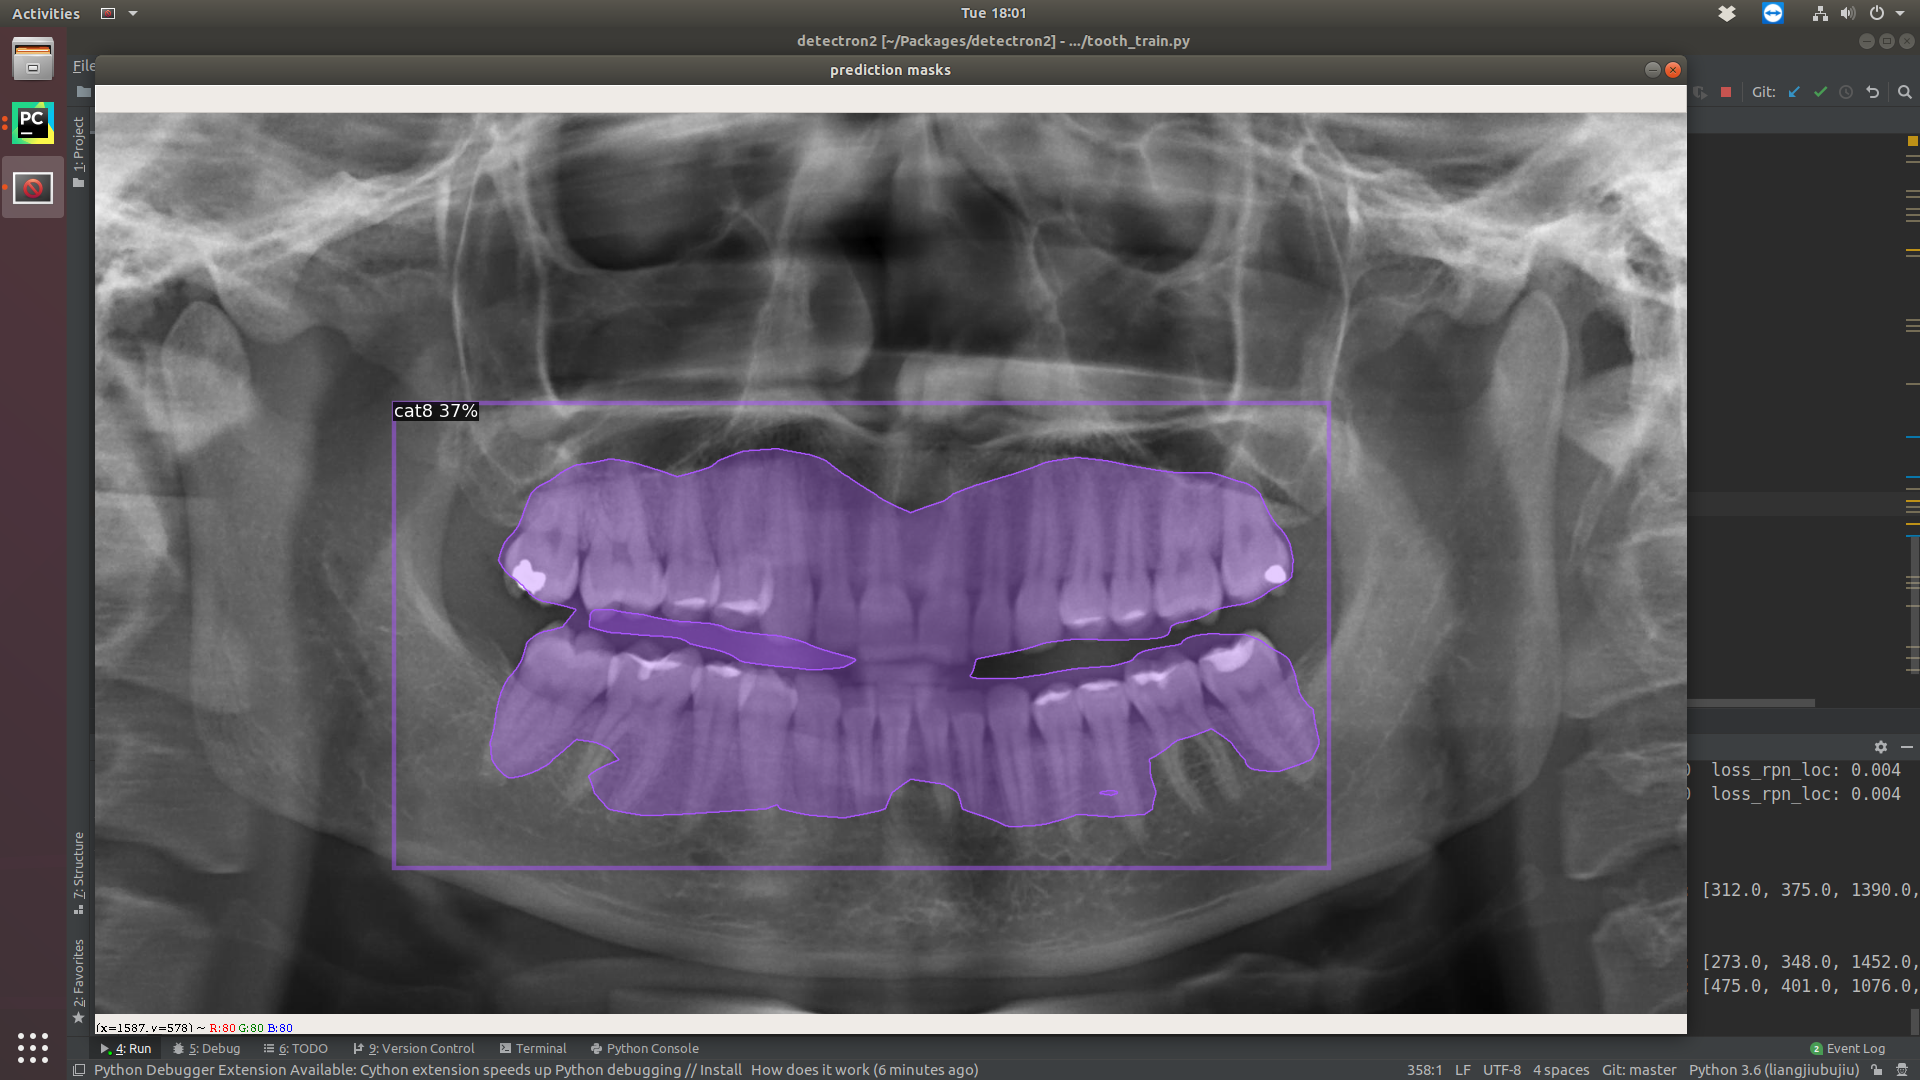 Activities
Tue 18:01
detectron2 [~/Packages/detectron2] - .../tooth_train.py
File
prediction masks
Git:
PC
1: Project
cat8 37%
loss_rpn_loc: 0.004
loss_rpn_loc: 0.004
7: Structure
[312.0, 375.0, 1390.0,
2: Favorites
[273.0, 348.0, 1452.0,
[475.0, 401.0, 1076.0,
(x=1587, y=578) ~ R:80 G:80 B:80
4: Run
5: Debug
6: TODO
9: Version Control
Terminal
Python Console
2 Event Log
Python Debugger Extension Available: Cython extension speeds up Python debugging // Install How does it work (6 minutes ago)
358:1 LF UTF-8 4 spaces Git: master Python 3.6 (liangjiubujiu)